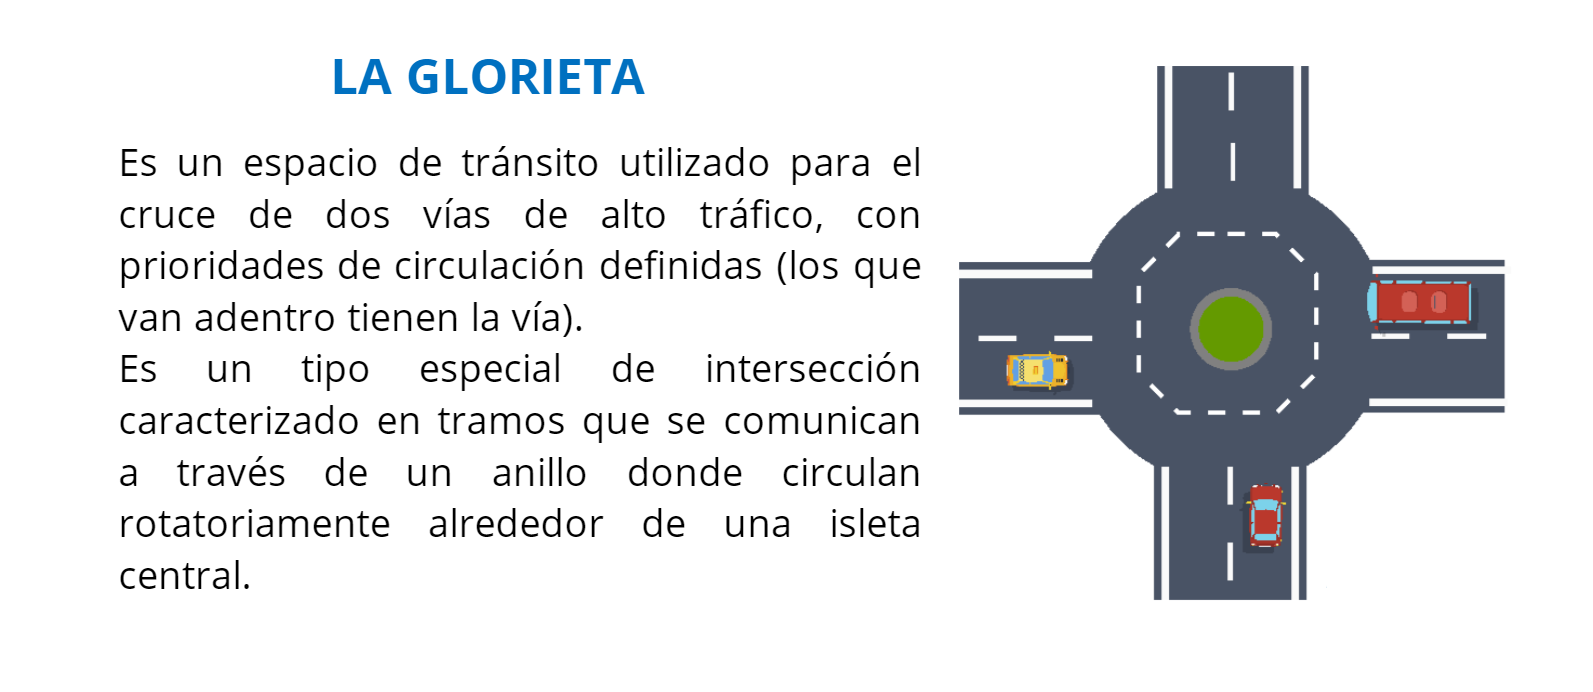 LA GLORIETA
Es un espacio de tránsito utilizado para el
cruce de dos vías de alto tráfico, con
prioridades de circulación definidas (los que
van adentro tienen la vía).
Es un tipo especial de intersección
caracterizado en tramos que se comunican
a través de un anillo donde circulan
rotatoriamente alrededor de una isleta
central.